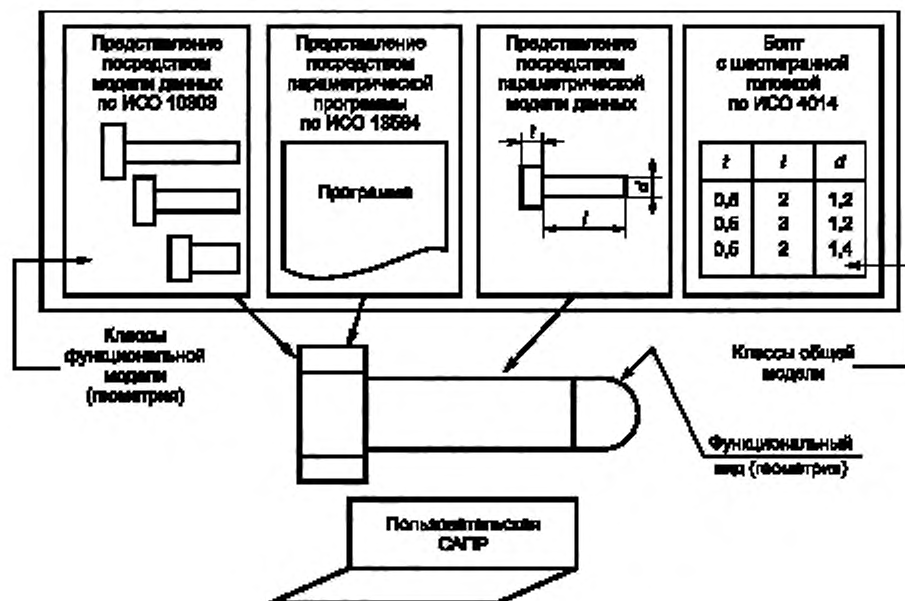 Представление
посредством
модели данных
по ИСО 10303
Представление
посредством
параметрической
программы
по ИСО 13584
Программа
Представление
посредством
параметрической
модели данных
t
d
l
Болт
с шестигранной
головкой
по ИСО 4014
t l d
0,5 2 1,2
0,5 3 1,2
0,5 2 1,4
Классы
функциональной
модели
(геометрия)
Классы общей
модели
Функциональный
вид (геометрия)
Пользовательская
САПР